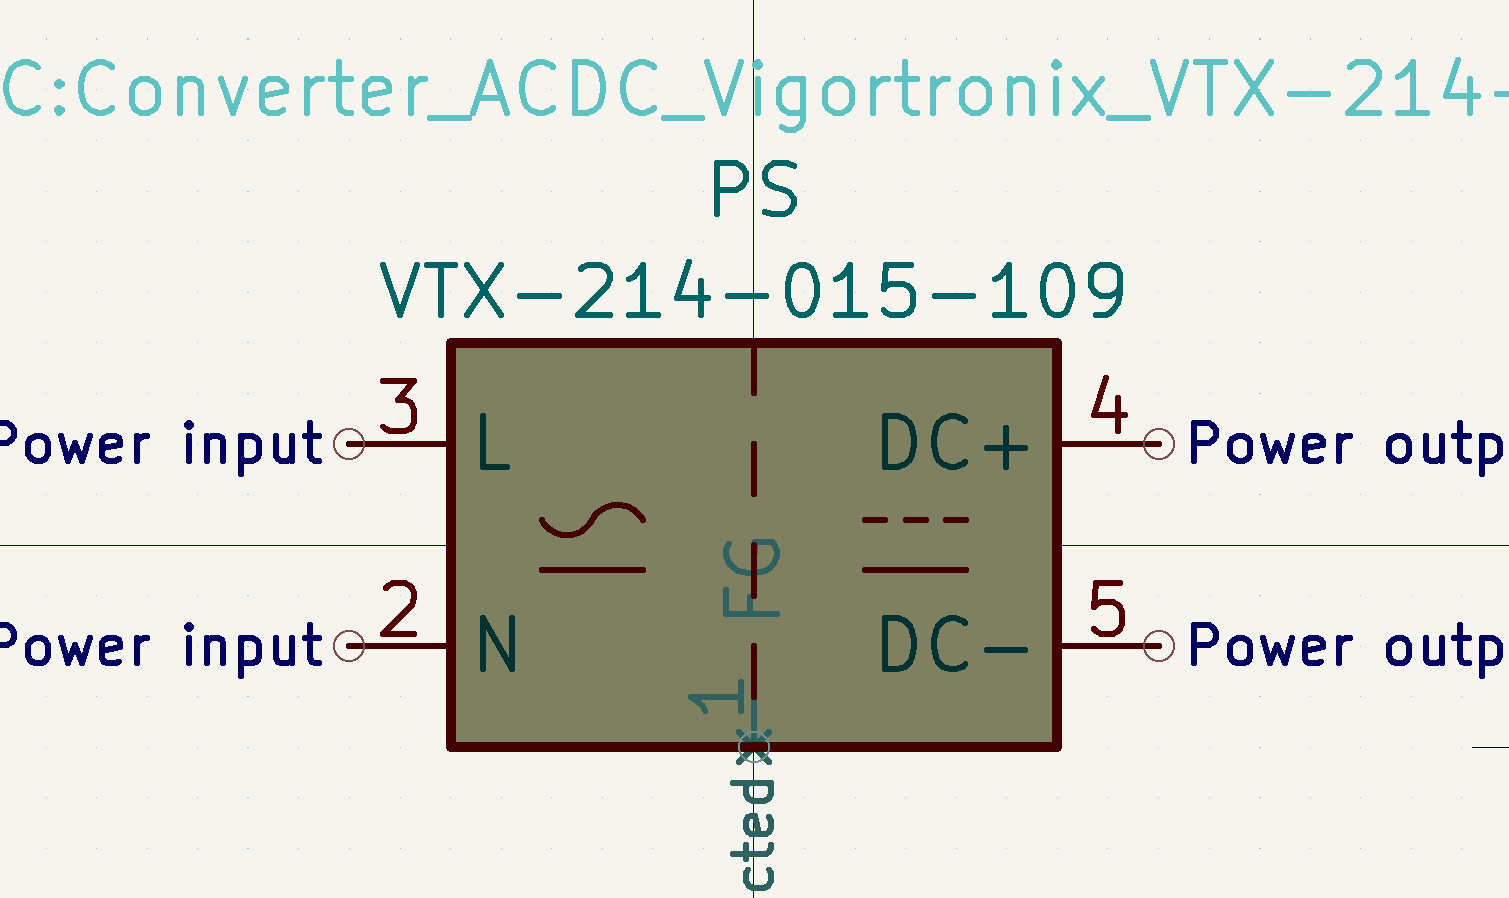 C:Converter_ACDC_Vigortronix_VTX-214-
PS
VTX-214-015-109
3
4
Power input
L
DC+
Power outp
FG
2
5
Power input
N
DC-
Power outp
1
cted